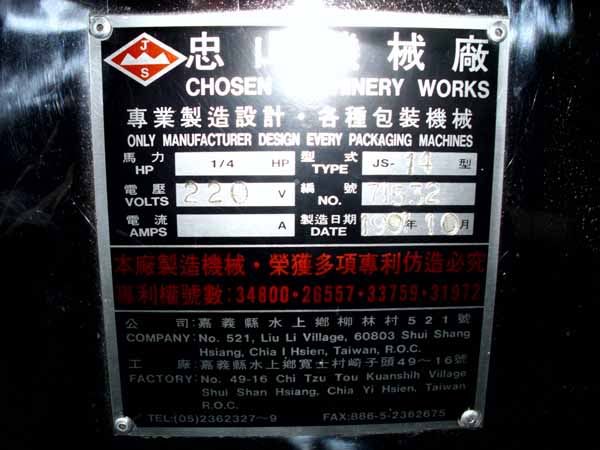 J S
忠山機械廠
CHOSEN MACHINERY WORKS
專業製造設計・各種包裝機械
ONLY MANUFACTURER DESIGN EVERY PACKAGING MACHINES
馬力 HP 1/4 HP 型式 TYPE JS-14 型
電壓 VOLTS 220 V 編號 NO.
電流 AMPS A 製造日期 DATE 年 10 月
本廠製造機械・榮獲多項專利仿造必究
專利權號數:34800・26557・33759・31972
公司:嘉義縣水上鄉柳林村521號
COMPANY: No. 521, Liu Li Village, 60803 Shui Shang
Hsiang, Chia I Hsien, Taiwan, R.O.C.
工廠:嘉義縣水上鄉寬士村崎子頭49～16號
FACTORY: No. 49-16 Chi Tzu Tou Kuanshih Village
Shui Shan Hsiang, Chia Yi Hsien, Taiwan
R.O.C.
TEL:(05)2362327～9 FAX:886-5-2362675